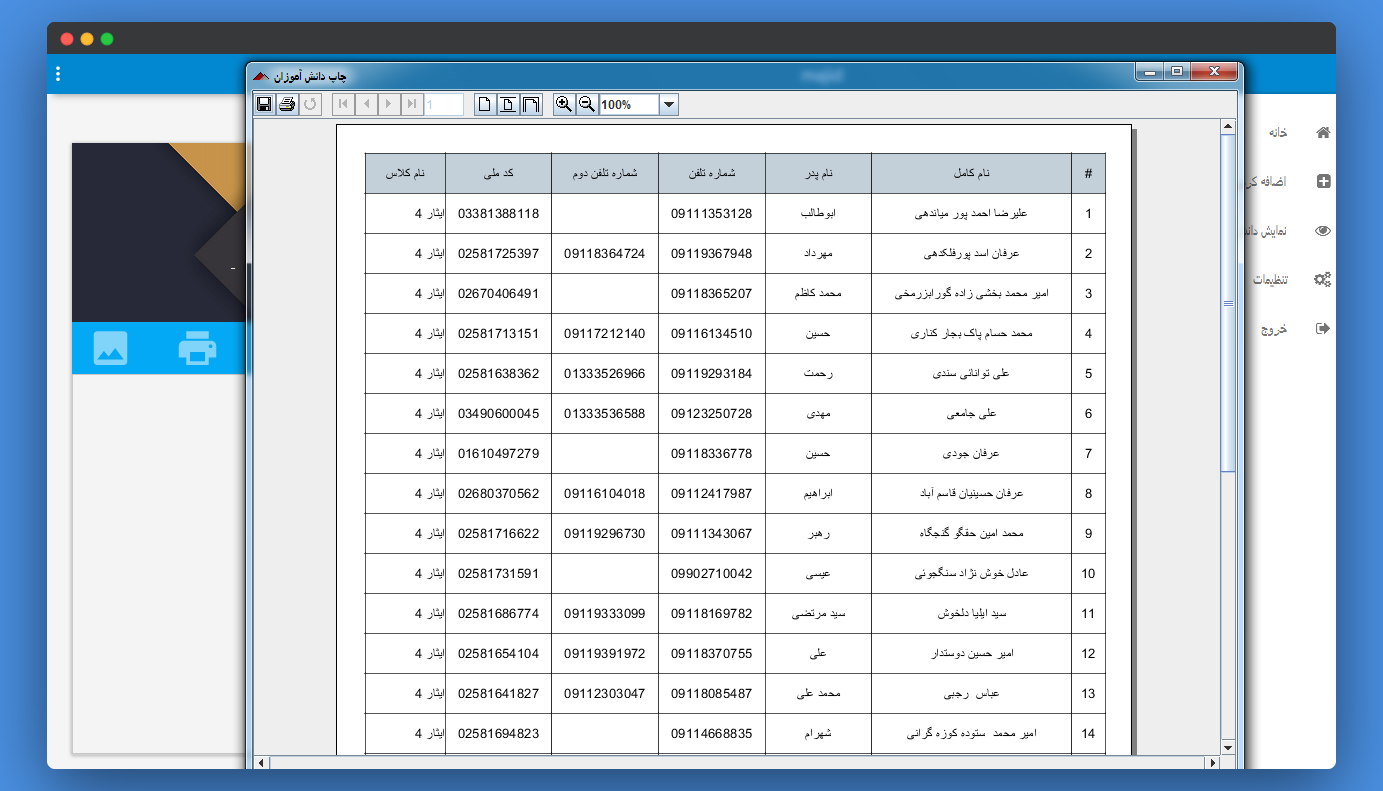 چاپ دانش آموزان
1
100%
خانه
اضافه کر
نمایش دان
تنظیمات
خروج
# نام کامل نام پدر شماره تلفن شماره تلفن دوم کد ملی نام کلاس
1 علیرضا احمد پور میاندهی ابوطالب 09111353128 03381388118 ایثار 4
2 عرفان اسد پورفلکدهی مهرداد 09119367948 09118364724 02581725397 ایثار 4
3 امیر محمد بخشی زاده گورابزرمخی محمد کاظم 09118365207 02670406491 ایثار 4
4 محمد حسام پاک بجار کناری حسین 09116134510 09117212140 02581713151 ایثار 4
5 علی توانائی سندی رحمت 09119293184 01333526966 02581638362 ایثار 4
6 علی جامعی مهدی 09123250728 01333536588 03490600045 ایثار 4
7 عرفان جودی حسین 09118336778 01610497279 ایثار 4
8 عرفان حسینیان قاسم آباد ابراهیم 09112417987 09116104018 02680370562 ایثار 4
9 محمد امین حقگو گنجگاه رهبر 09111343067 09119296730 02581716622 ایثار 4
10 عادل خوش نژاد سنگجوئی عیسی 09902710042 02581731591 ایثار 4
11 سید ایلیا دلخوش سید مرتضی 09118169782 09119333099 02581686774 ایثار 4
12 امیر حسین دوستدار علی 09118370755 09119391972 02581654104 ایثار 4
13 عباس رجبی محمد علی 09118085487 09112303047 02581641827 ایثار 4
14 امیر محمد ستوده کوزه گرانی شهرام 09114668835 02581694823 ایثار 4